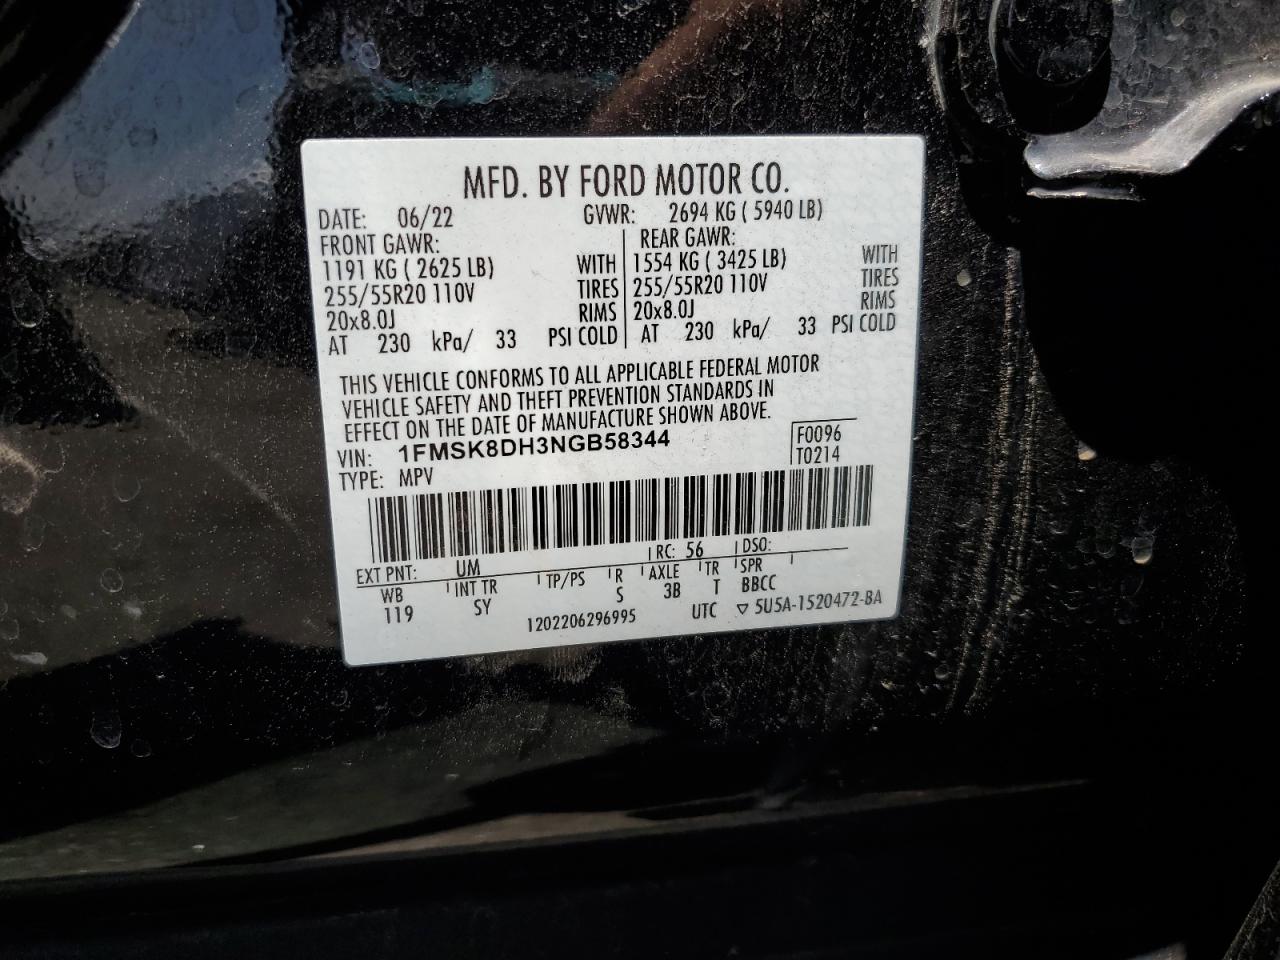 MFD. BY FORD MOTOR CO.
DATE: 06/22 GVWR: 2694 KG ( 5940 LB)
FRONT GAWR: REAR GAWR:
1191 KG ( 2625 LB) WITH 1554 KG ( 3425 LB) WITH
255/55R20 110V TIRES 255/55R20 110V TIRES
20x8.0J RIMS 20x8.0J RIMS
AT 230 kPa/ 33 PSI COLD AT 230 kPa/ 33 PSI COLD
THIS VEHICLE CONFORMS TO ALL APPLICABLE FEDERAL MOTOR
VEHICLE SAFETY AND THEFT PREVENTION STANDARDS IN
EFFECT ON THE DATE OF MANUFACTURE SHOWN ABOVE.
VIN: 1FMSK8DH3NGB58344 F0096
TYPE: MPV T0214
EXT PNT: UM RC: 56 DSO:
WB INT TR TP/PS R AXLE TR SPR
119 SY S 3B T BBCC
1202206296995 UTC ▽ 5U5A-1520472-BA